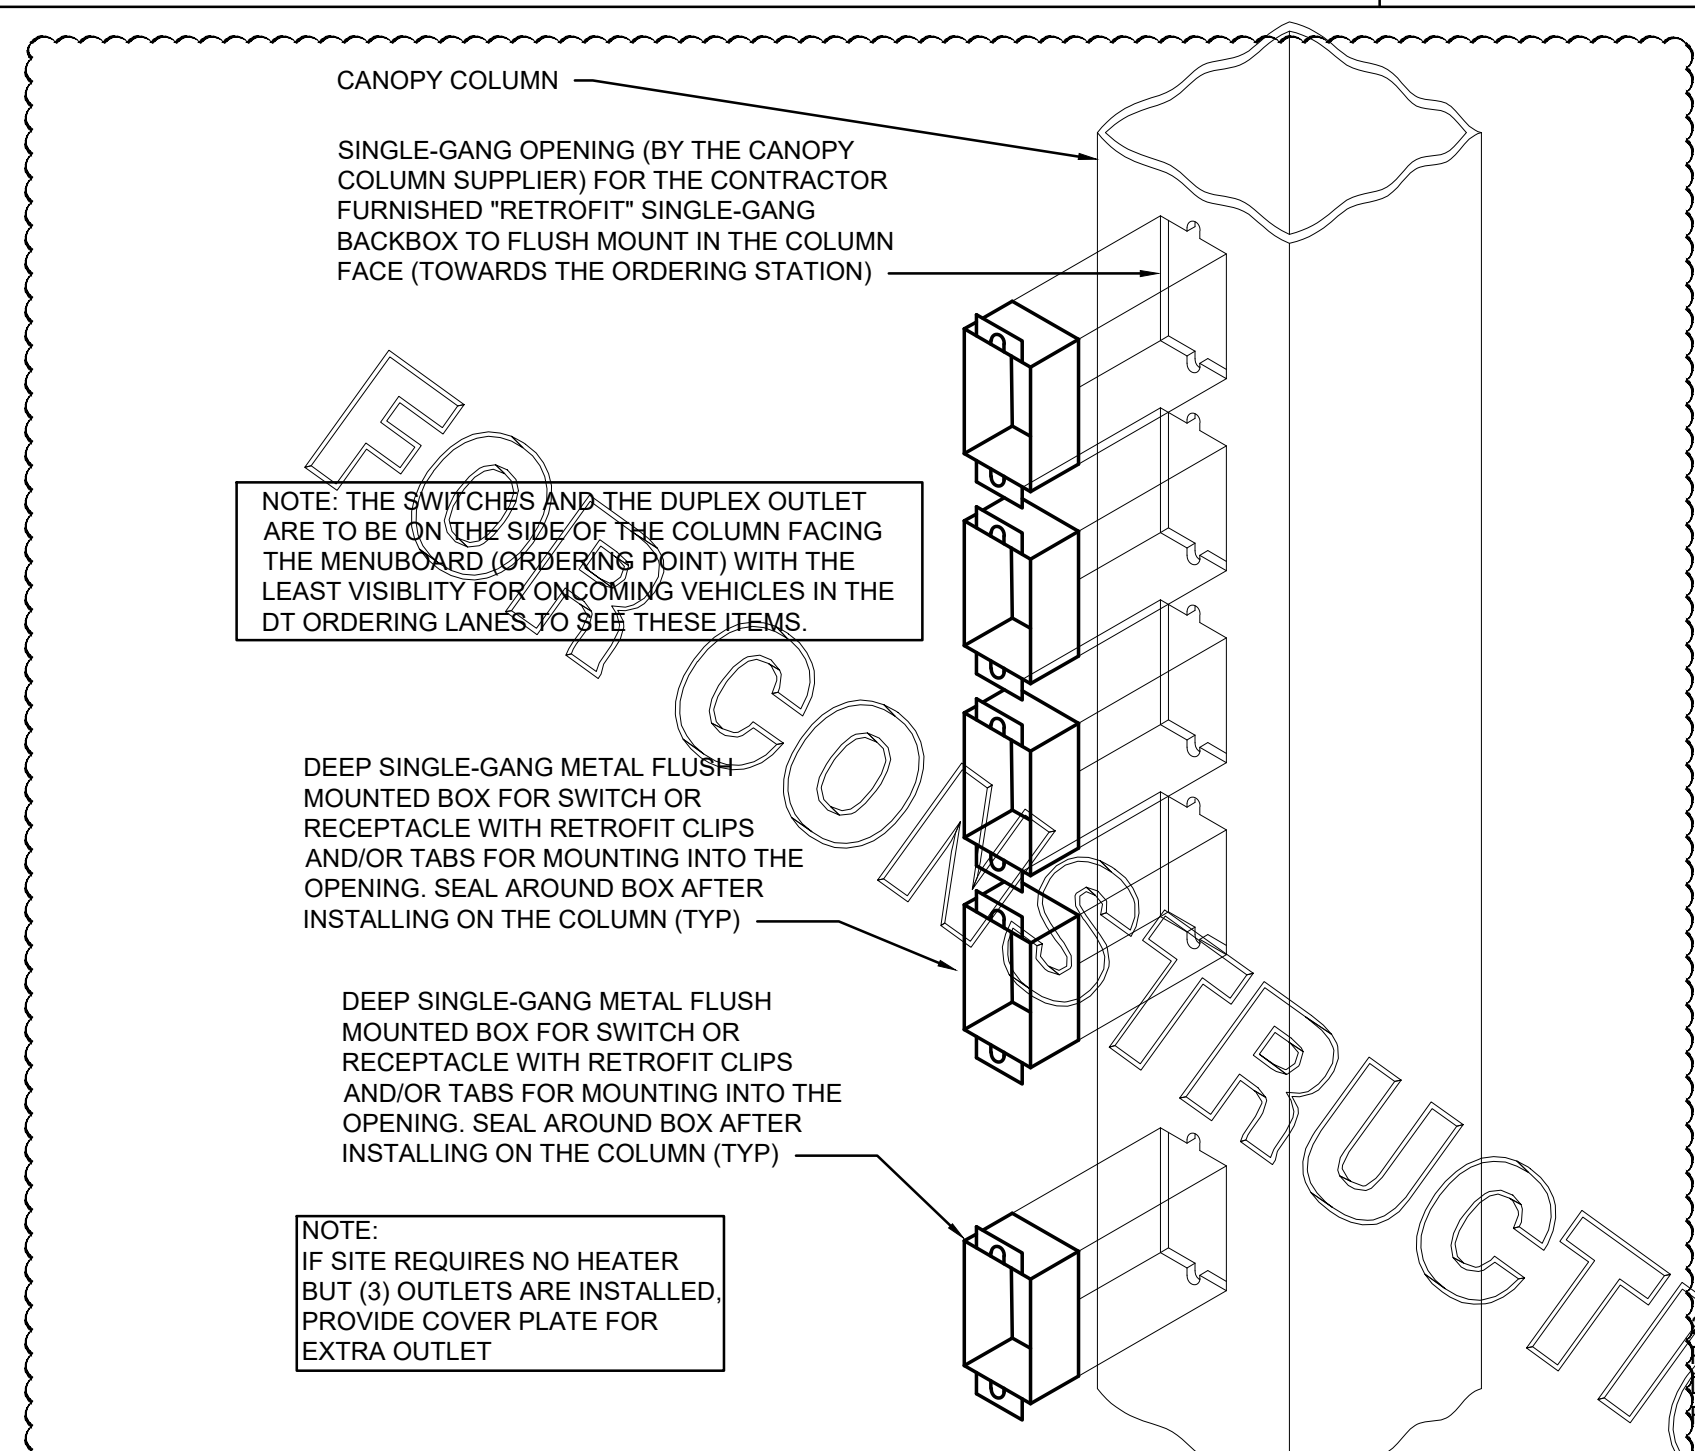 CANOPY COLUMN
SINGLE-GANG OPENING (BY THE CANOPY
COLUMN SUPPLIER) FOR THE CONTRACTOR
FURNISHED "RETROFIT" SINGLE-GANG
BACKBOX TO FLUSH MOUNT IN THE COLUMN
FACE (TOWARDS THE ORDERING STATION)
NOTE: THE SWITCHES AND THE DUPLEX OUTLET
ARE TO BE ON THE SIDE OF THE COLUMN FACING
THE MENUBOARD (ORDERING POINT) WITH THE
LEAST VISIBLITY FOR ONCOMING VEHICLES IN THE
DT ORDERING LANES TO SEE THESE ITEMS.
DEEP SINGLE-GANG METAL FLUSH
MOUNTED BOX FOR SWITCH OR
RECEPTACLE WITH RETROFIT CLIPS
AND/OR TABS FOR MOUNTING INTO THE
OPENING. SEAL AROUND BOX AFTER
INSTALLING ON THE COLUMN (TYP)
DEEP SINGLE-GANG METAL FLUSH
MOUNTED BOX FOR SWITCH OR
RECEPTACLE WITH RETROFIT CLIPS
AND/OR TABS FOR MOUNTING INTO THE
OPENING. SEAL AROUND BOX AFTER
INSTALLING ON THE COLUMN (TYP)
NOTE:
IF SITE REQUIRES NO HEATER
BUT (3) OUTLETS ARE INSTALLED,
PROVIDE COVER PLATE FOR
EXTRA OUTLET
FOR CONSTRUCTI